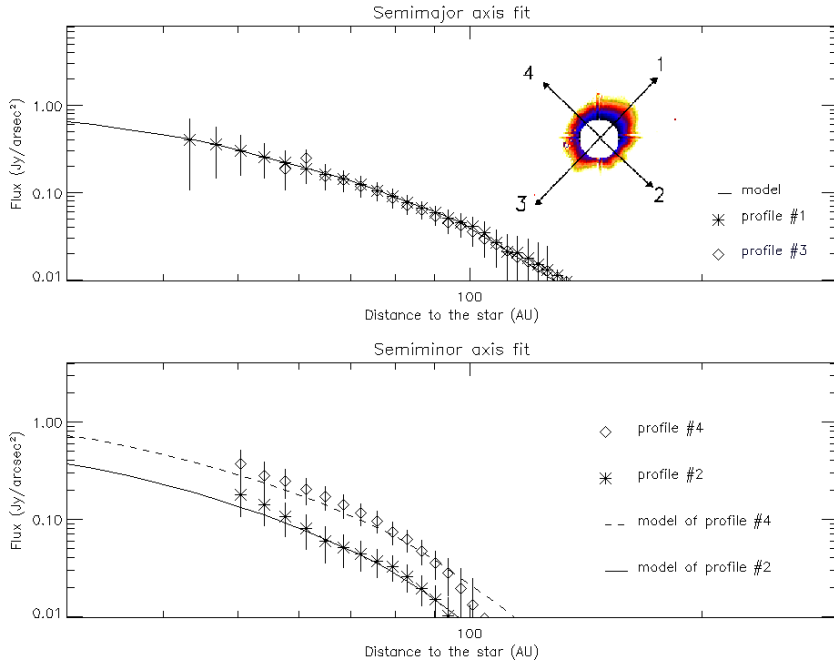 Semimajor axis fit
1.00
0.10
0.01
Flux (Jy/arsec²)
4
1
3
2
model
profile #1
profile #3
100
Distance to the star (AU)
Semiminor axis fit
1.00
0.10
0.01
Flux (Jy/arcsec²)
profile #4
profile #2
model of profile #4
model of profile #2
100
Distance to the star (AU)